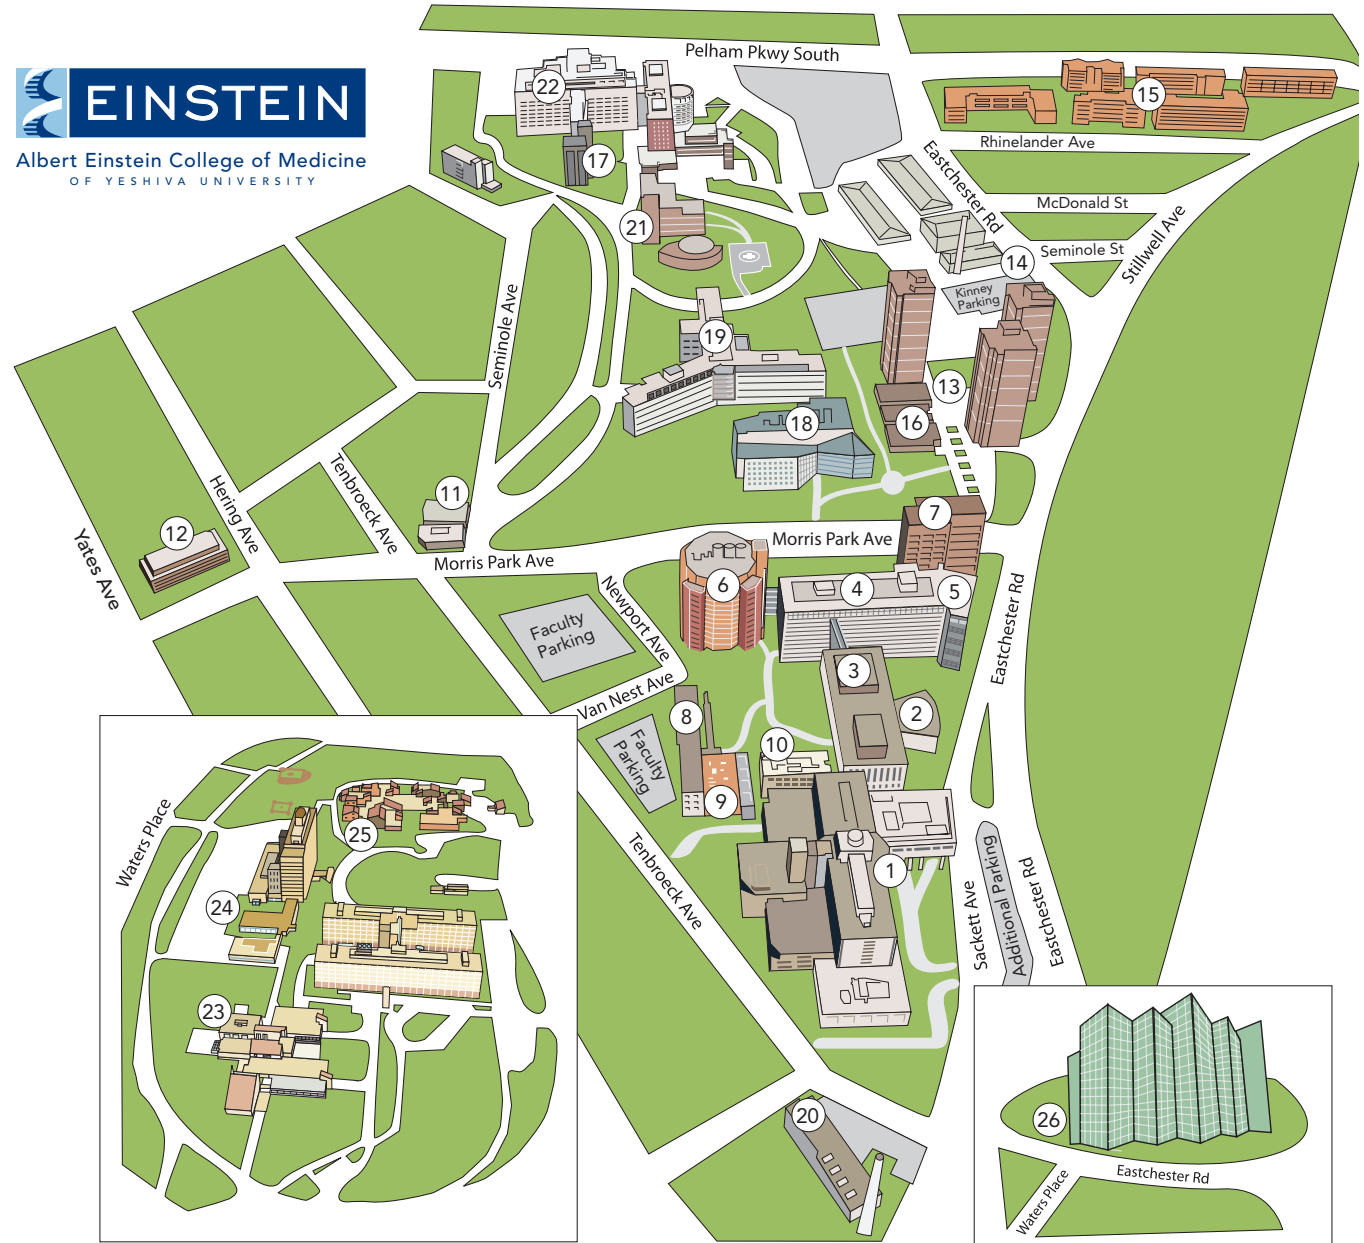 EINSTEIN
Albert Einstein College of Medicine
OF YESHIVA UNIVERSITY
Pelham Pkwy South
22
15
Rhinelander Ave
17
Eastchester Rd
McDonald St
21
Seminole St
Stillwell Ave
14
Kinney
Parking
Seminole Ave
19
13
18
16
Hering Ave
Tenbroeck Ave
11
12
Yates Ave
7
Morris Park Ave
Morris Park Ave
Newport Ave
6
4
5
Eastchester Rd
Faculty
Parking
3
Van Nest Ave
8
2
Faculty
Parking
10
9
Tenbroeck Ave
1
Sackett Ave
Additional Parking
Eastchester Rd
Waters Place
25
24
23
20
26
Eastchester Rd
Waters Place